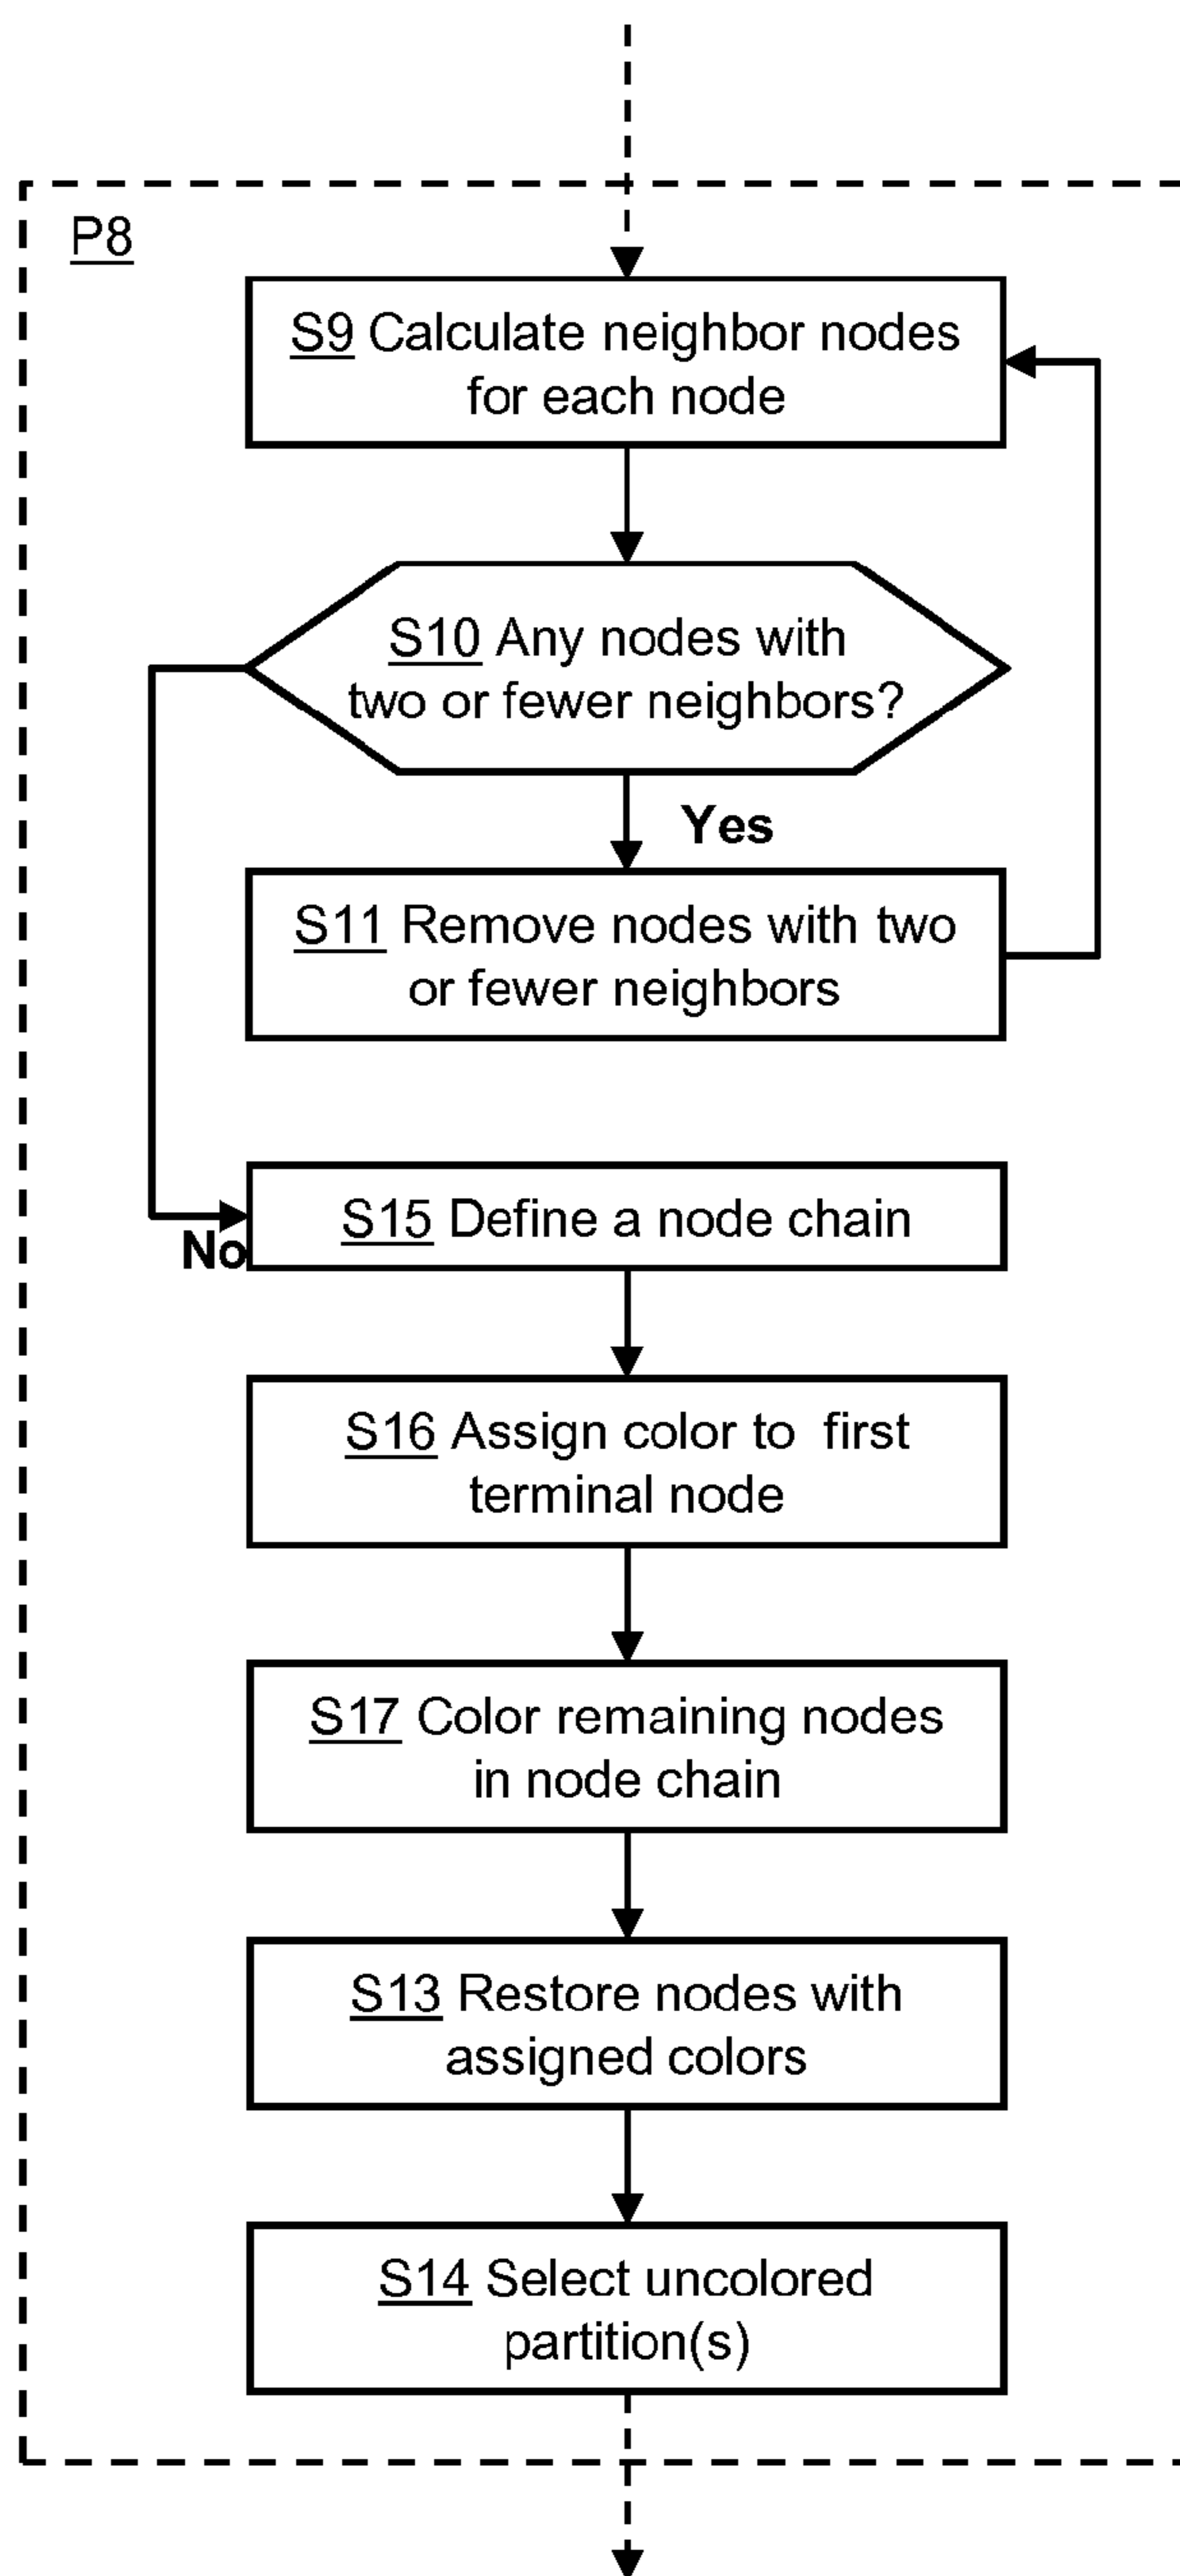 P8
S9 Calculate neighbor nodes
for each node
S10 Any nodes with
two or fewer neighbors?
Yes
S11 Remove nodes with two
or fewer neighbors
S15 Define a node chain
No
S16 Assign color to first
terminal node
S17 Color remaining nodes
in node chain
S13 Restore nodes with
assigned colors
S14 Select uncolored
partition(s)